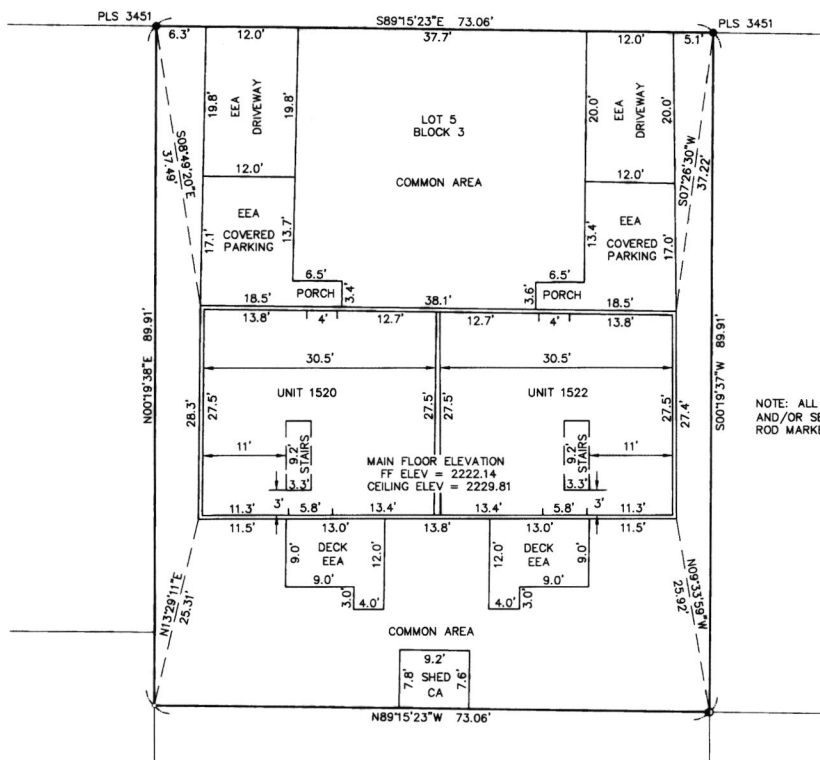 PLS 3451
S89°15'23"E 73.06'
PLS 3451
6.3'
12.0'
37.7'
12.0'
5.1'
19.8'
EEA
DRIVEWAY
19.8'
LOT 5
BLOCK 3
20.0'
EEA
DRIVEWAY
20.0'
S08°49'20"E
37.49'
S07°26'30"W
37.22'
12.0'
COMMON AREA
12.0'
17.1'
EEA
COVERED
PARKING
13.7'
13.4'
EEA
COVERED
PARKING
17.0'
6.5'
6.5'
PORCH
3.4'
3.6'
PORCH
18.5'
38.1'
18.5'
13.8'
4'
12.7'
12.7'
4'
13.8'
N00°19'38"E 89.91'
S00°19'37"W 89.91'
30.5'
30.5'
UNIT 1520
UNIT 1522
28.3'
27.5'
27.5'
27.5'
27.5'
27.4'
NOTE: ALL
AND/OR SE
ROD MARKE
11'
9.2'
STAIRS
3.3'
9.2'
STAIRS
3.3'
11'
MAIN FLOOR ELEVATION
FF ELEV = 2222.14
CEILING ELEV = 2229.81
3'
3'
11.3'
5.8'
13.4'
13.4'
5.8'
11.3'
11.5'
13.0'
13.8'
13.0'
11.5'
9.0'
DECK
EEA
12.0'
12.0'
DECK
EEA
9.0'
9.0'
3.0'
4.0'
9.0'
3.0'
4.0'
N13°29'11"E
25.31'
N09°33'59"W
25.92'
COMMON AREA
9.2'
7.8'
SHED
CA
7.6'
N89°15'23"W 73.06'